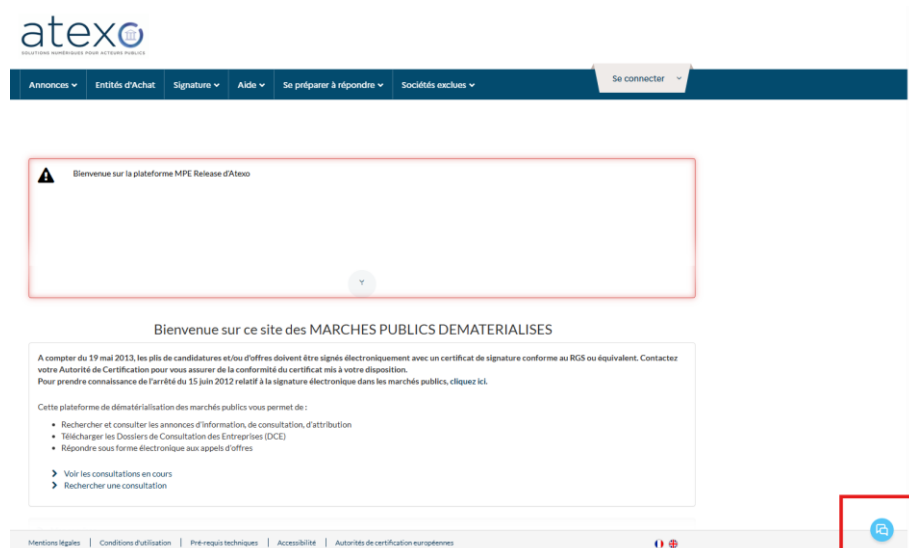 atexo
SOLUTIONS NUMÉRIQUES POUR ACTEURS PUBLICS
Annonces Entités d'Achat Signature Aide Se préparer à répondre Sociétés exclues Se connecter
Bienvenue sur la plateforme MPE Release d'Atexo
Bienvenue sur ce site des MARCHES PUBLICS DEMATERIALISES
A compter du 19 mai 2013, les plis de candidatures et/ou d'offres doivent être signés électroniquement avec un certificat de signature conforme au RGS ou équivalent. Contactez
votre Autorité de Certification pour vous assurer de la conformité du certificat mis à votre disposition.
Pour prendre connaissance de l'arrêté du 15 juin 2012 relatif à la signature électronique dans les marchés publics, cliquez ici.
Cette plateforme de dématérialisation des marchés publics vous permet de :
Rechercher et consulter les annonces d'information, de consultation, d'attribution
Télécharger les Dossiers de Consultation des Entreprises (DCE)
Répondre sous forme électronique aux appels d'offres
Voir les consultations en cours
Rechercher une consultation
Mentions légales | Conditions d'utilisation | Pré-requis techniques | Accessibilité | Autorités de certification européennes